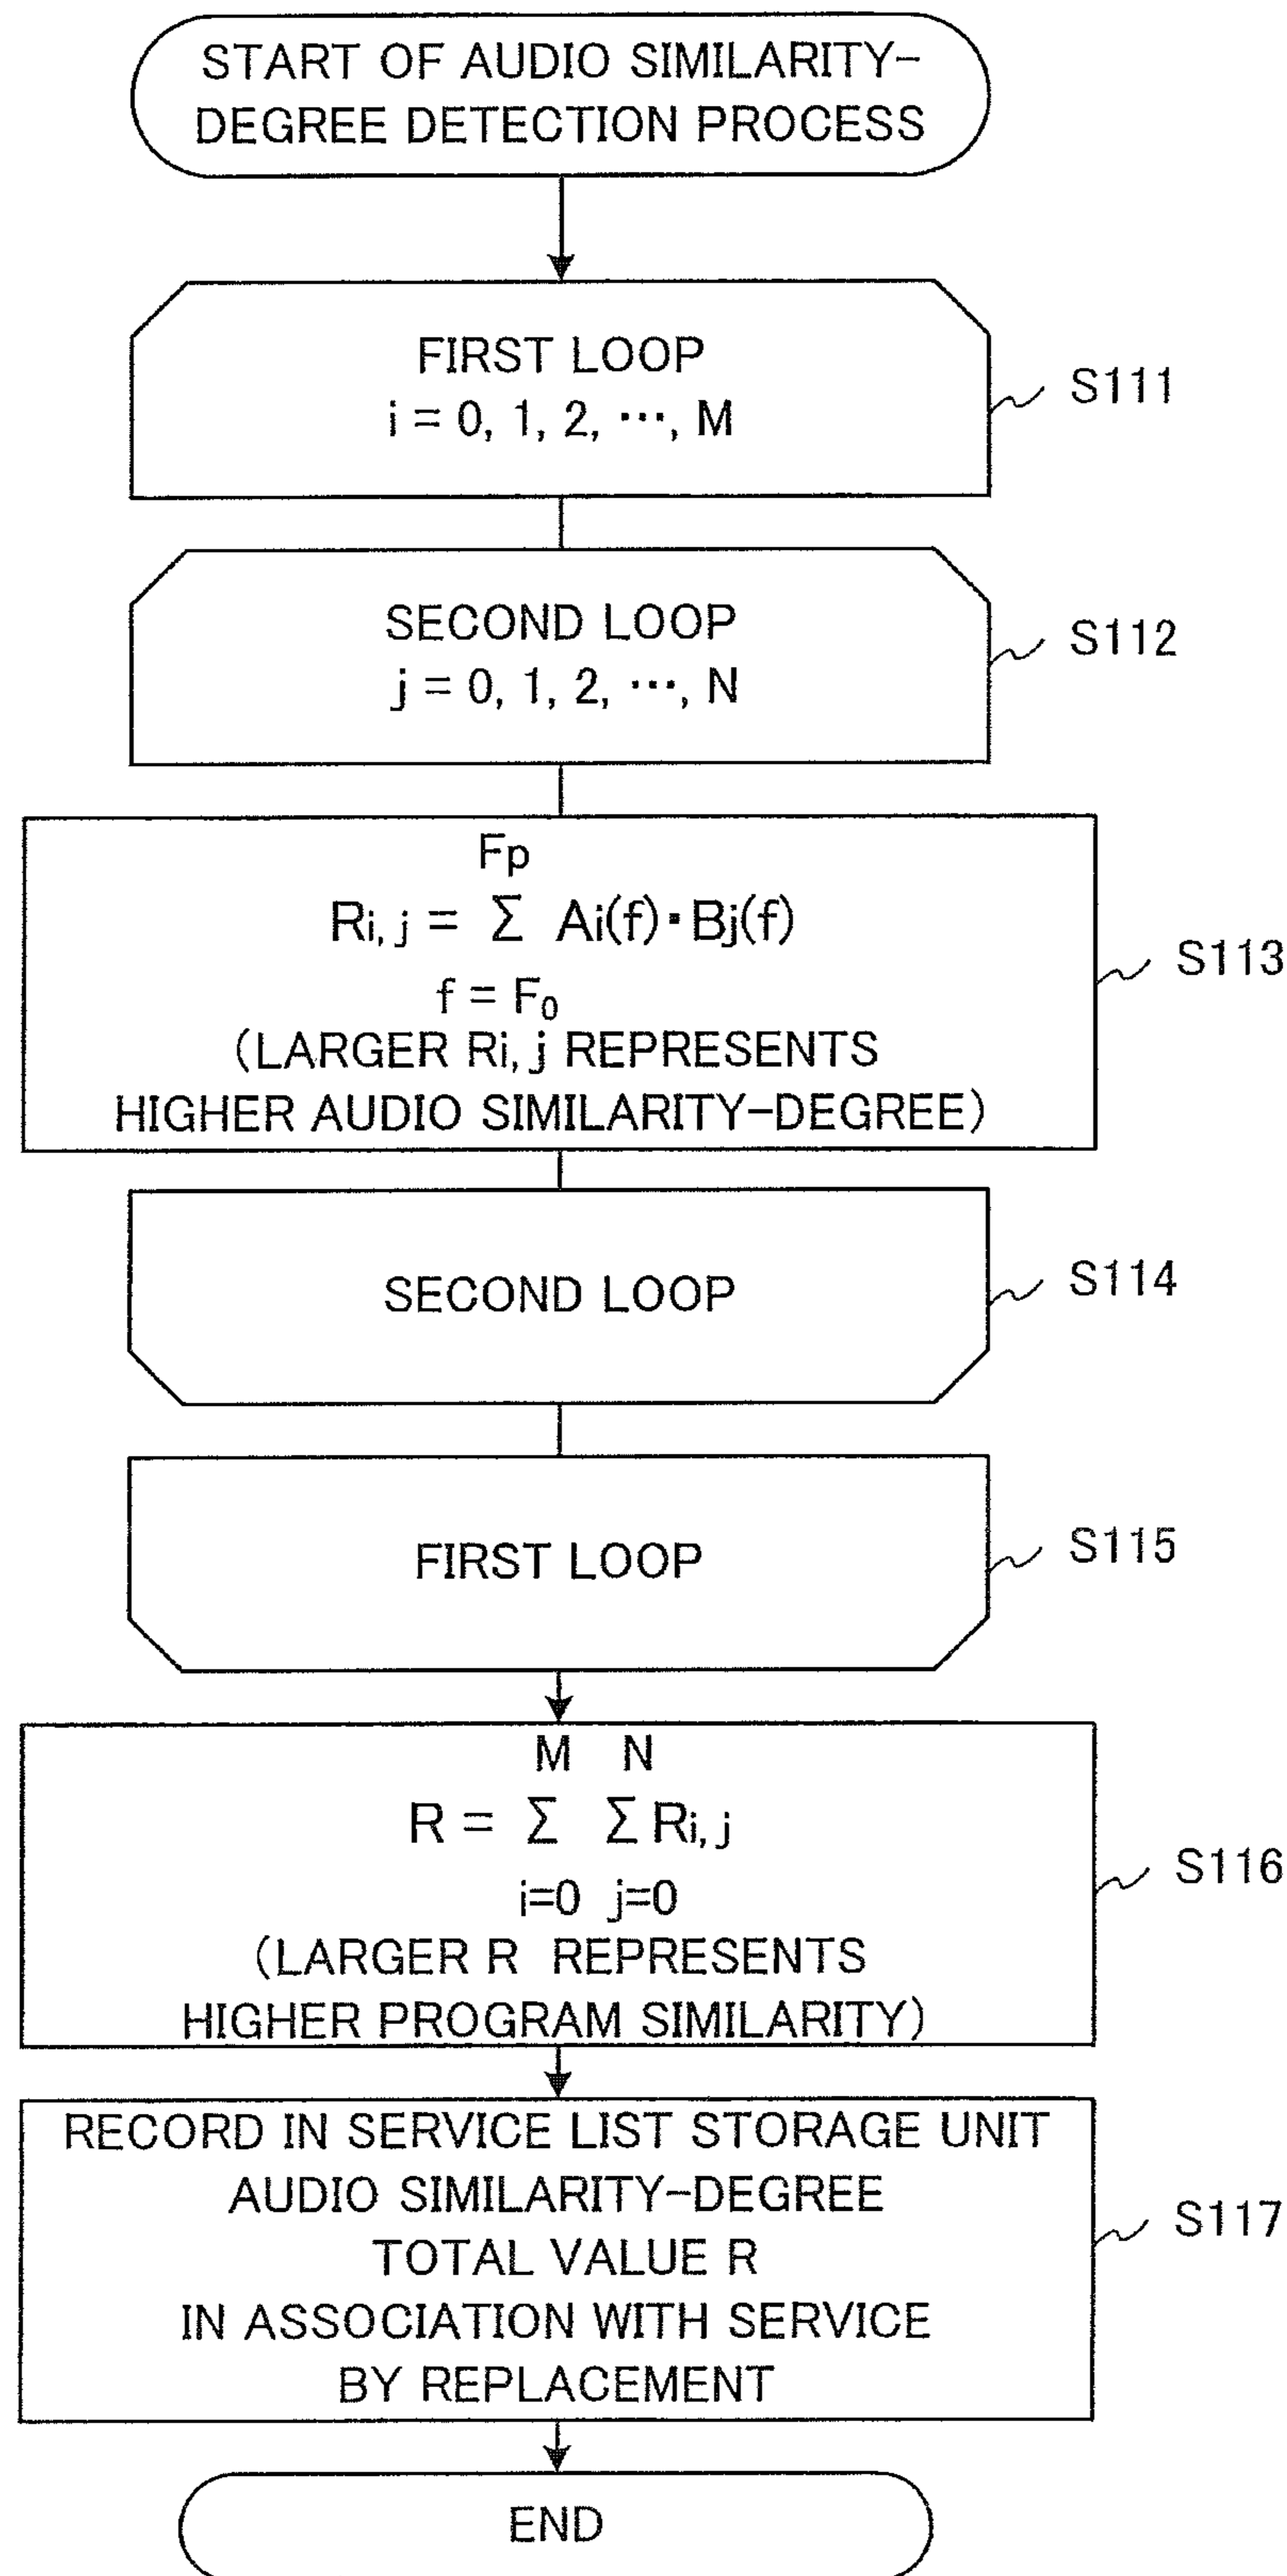 START OF AUDIO SIMILARITY-
DEGREE DETECTION PROCESS
FIRST LOOP
i = 0, 1, 2, ···, M
S111
SECOND LOOP
j = 0, 1, 2, ···, N
S112
Fp
Ri, j = Σ Ai(f)·Bj(f)
f = F₀
(LARGER Ri, j REPRESENTS
HIGHER AUDIO SIMILARITY-DEGREE)
S113
SECOND LOOP
S114
FIRST LOOP
S115
M N
R = Σ Σ Ri, j
i=0 j=0
(LARGER R REPRESENTS
HIGHER PROGRAM SIMILARITY)
S116
RECORD IN SERVICE LIST STORAGE UNIT
AUDIO SIMILARITY-DEGREE
TOTAL VALUE R
IN ASSOCIATION WITH SERVICE
BY REPLACEMENT
S117
END